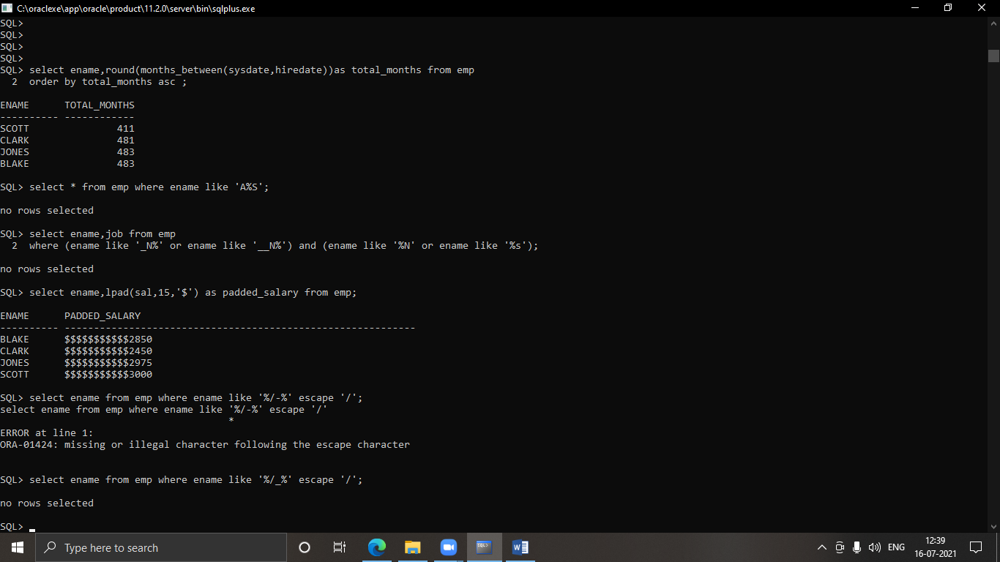 C:\oraclexe\app\oracle\product\11.2.0\server\bin\sqlplus.exe
SQL>
SQL>
SQL>
SQL>
SQL> select ename,round(months_between(sysdate,hiredate))as total_months from emp
  2  order by total_months asc ;
ENAME      TOTAL_MONTHS
---------- ------------
SCOTT               411
CLARK               481
JONES               483
BLAKE               483
SQL> select * from emp where ename like 'A%S';
no rows selected
SQL> select ename,job from emp
  2  where (ename like '_N%' or ename like '__N%') and (ename like '%N' or ename like '%s');
no rows selected
SQL> select ename,lpad(sal,15,'$') as padded_salary from emp;
ENAME      PADDED_SALARY
---------- ------------------------------------------------------------
BLAKE      $$$$$$$$$$$2850
CLARK      $$$$$$$$$$$2450
JONES      $$$$$$$$$$$2975
SCOTT      $$$$$$$$$$$3000
SQL> select ename from emp where ename like '%/-%' escape '/';
select ename from emp where ename like '%/-%' escape '/'
                                       *
ERROR at line 1:
ORA-01424: missing or illegal character following the escape character
SQL> select ename from emp where ename like '%/_%' escape '/';
no rows selected
SQL>
Type here to search
SQL>
W
ENG
12:39
16-07-2021